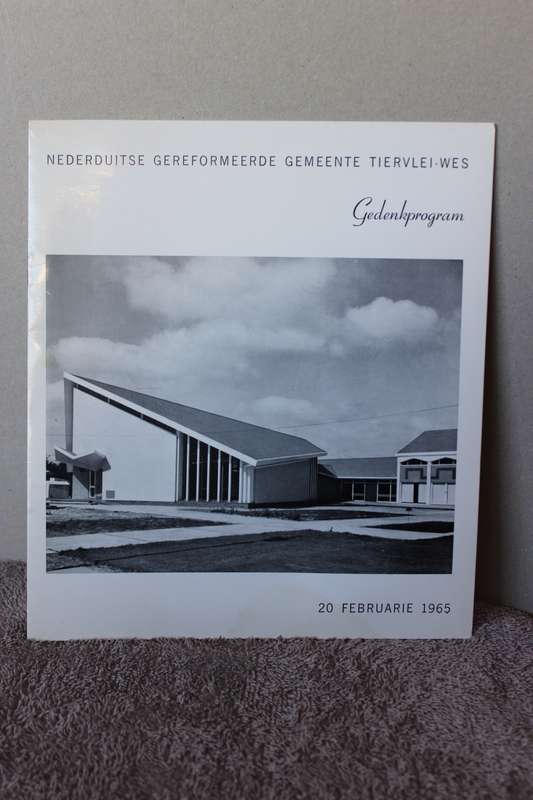 NEDERDUITSE GEREFORMEERDE GEMEENTE TIERVLEI-WES
Gedenkprogram
20 FEBRUARIE 1965